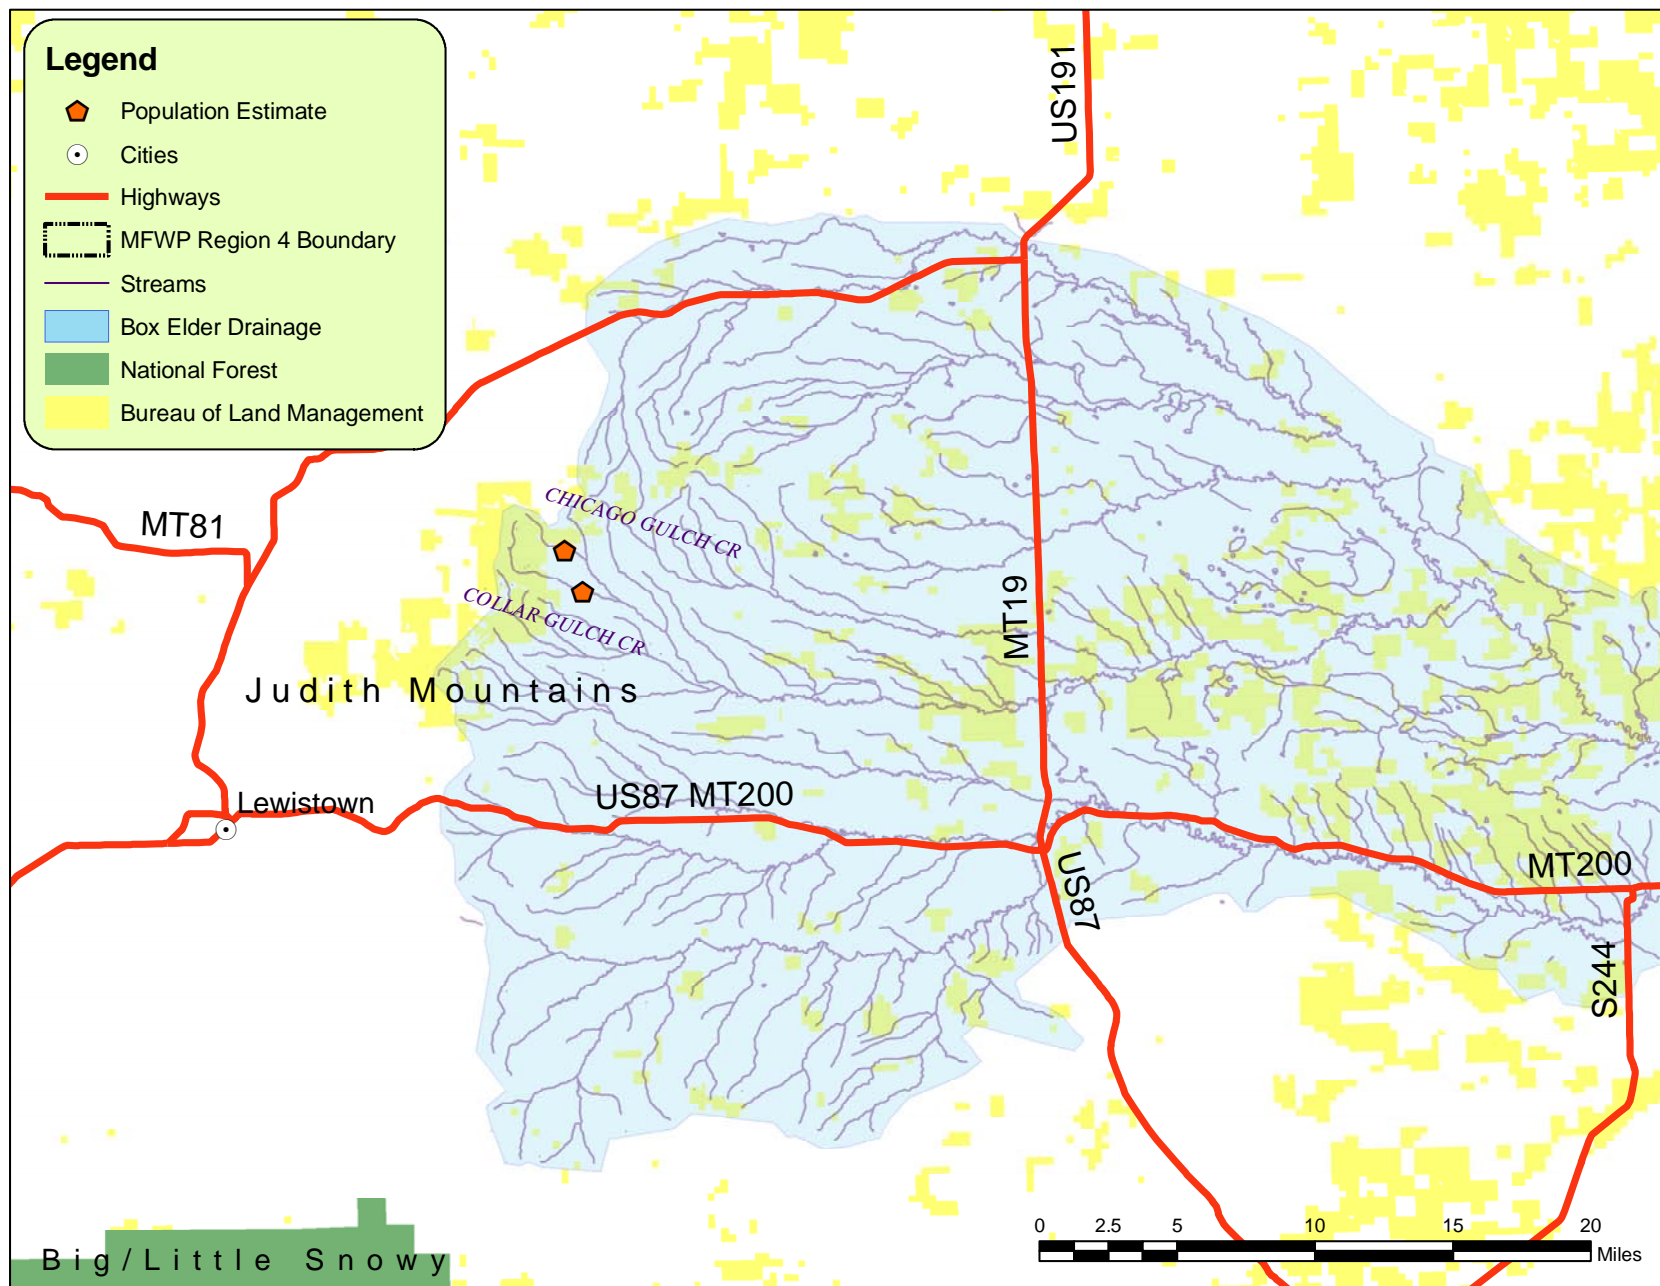 Legend
Population Estimate
Cities
Highways
MFWP Region 4 Boundary
Streams
Box Elder Drainage
National Forest
Bureau of Land Management
US191
MT81
CHICAGO GULCH CR
COLLAR GULCH CR
MT19
Judith Mountains
Lewistown
US87 MT200
US87
MT200
S244
0 2.5 5 10 15 20
Miles
Big/Little Snowy